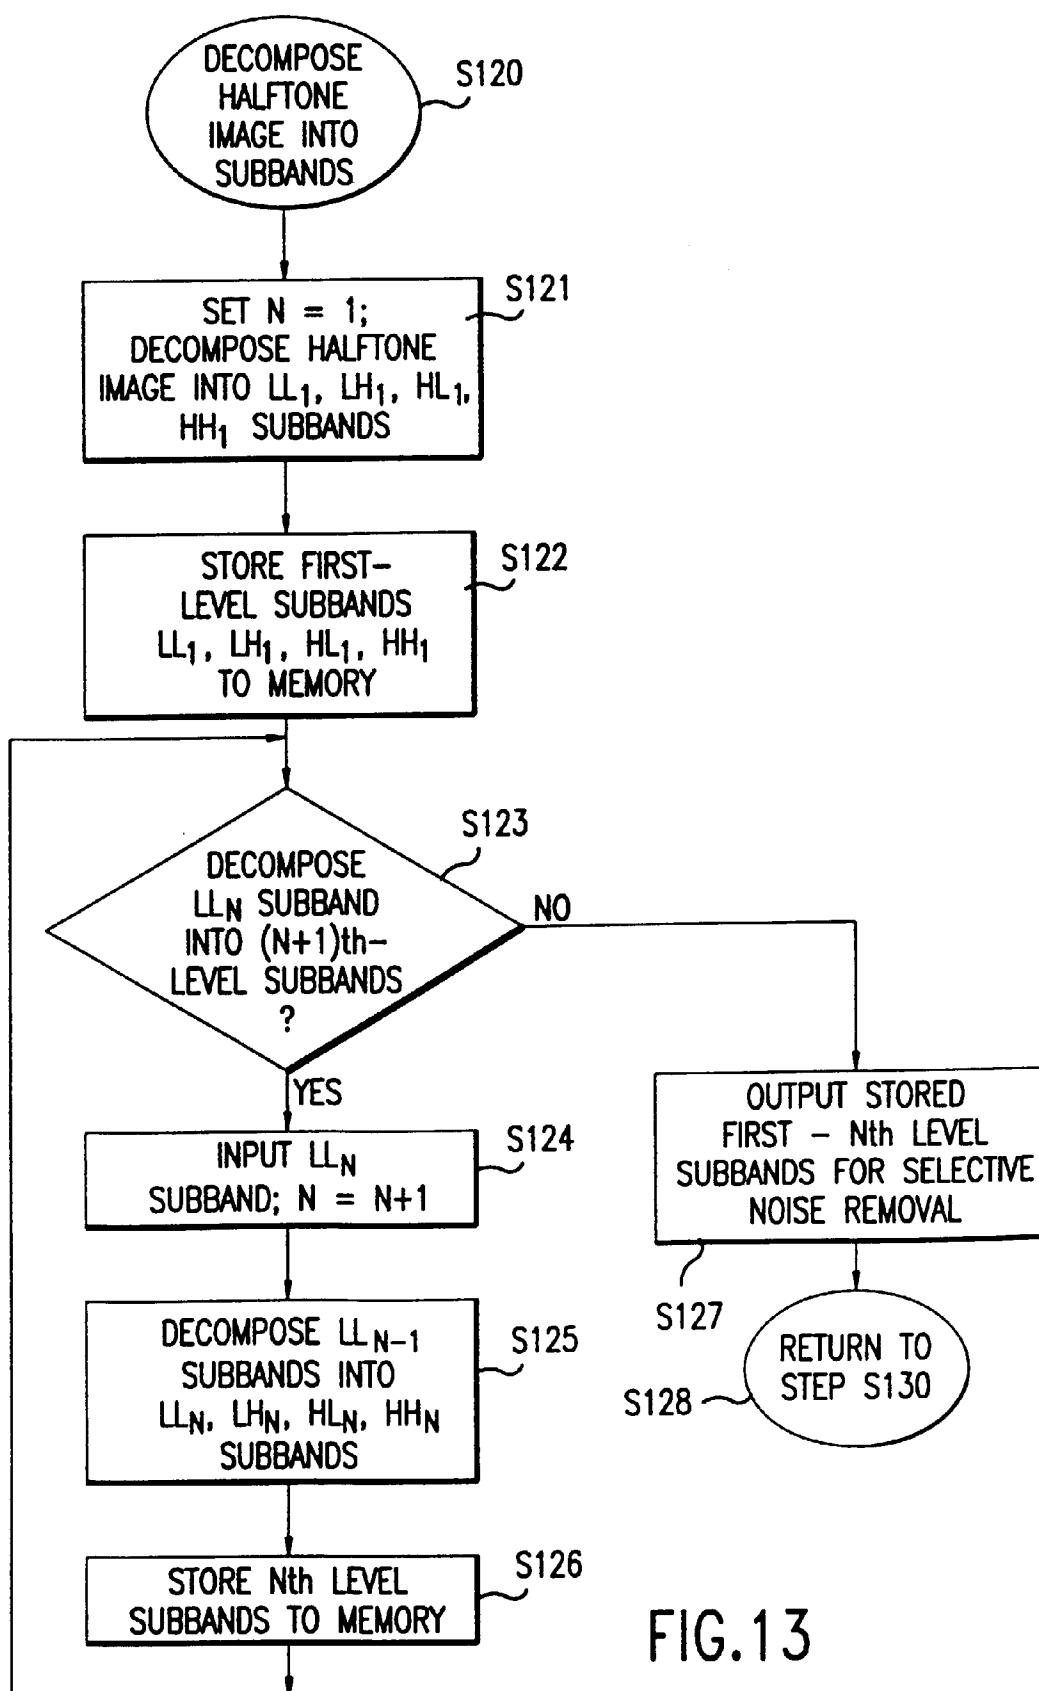 DECOMPOSE
HALFTONE
IMAGE INTO
SUBBANDS
S120
SET N = 1;
DECOMPOSE HALFTONE
IMAGE INTO LL1, LH1, HL1,
HH1 SUBBANDS
S121
STORE FIRST-
LEVEL SUBBANDS
LL1, LH1, HL1, HH1
TO MEMORY
S122
DECOMPOSE
LLN SUBBAND
INTO (N+1)th-
LEVEL SUBBANDS
?
S123
NO
YES
INPUT LLN
SUBBAND; N = N+1
S124
DECOMPOSE LLN-1
SUBBANDS INTO
LLN, LHN, HLN, HHN
SUBBANDS
S125
STORE Nth LEVEL
SUBBANDS TO MEMORY
S126
OUTPUT STORED
FIRST - Nth LEVEL
SUBBANDS FOR SELECTIVE
NOISE REMOVAL
S127
RETURN TO
STEP S130
S128
FIG.13